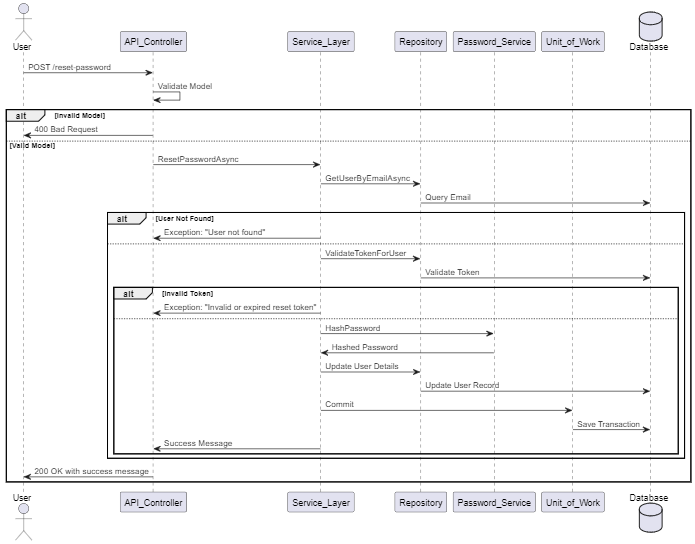 User
API_Controller
Service_Layer
Repository
Password_Service
Unit_of_Work
Database
POST /reset-password
Validate Model
alt
[Invalid Model]
400 Bad Request
[Valid Model]
ResetPasswordAsync
GetUserByEmailAsync
Query Email
alt
[User Not Found]
Exception: "User not found"
ValidateTokenForUser
Validate Token
alt
[Invalid Token]
Exception: "Invalid or expired reset token"
HashPassword
Hashed Password
Update User Details
Update User Record
Commit
Save Transaction
Success Message
200 OK with success message
User
API_Controller
Service_Layer
Repository
Password_Service
Unit_of_Work
Database